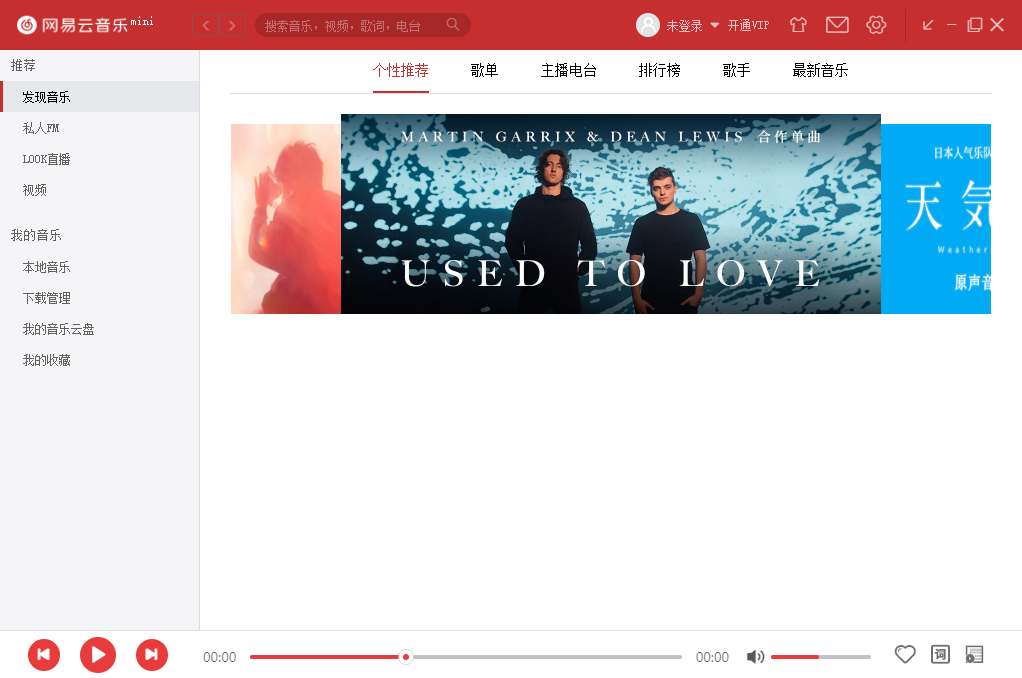 网易云音乐mini
搜索音乐，视频，歌词，电台
未登录
开通VIP
推荐
发现音乐
私人FM
LOOK直播
视频
我的音乐
本地音乐
下载管理
我的音乐云盘
我的收藏
个性推荐 歌单 主播电台 排行榜 歌手 最新音乐
MARTIN GARRIX & DEAN LEWIS 合作单曲
USED TO LOVE
日本人气乐队
天気
Weather
原声音
00:00
00:00
词